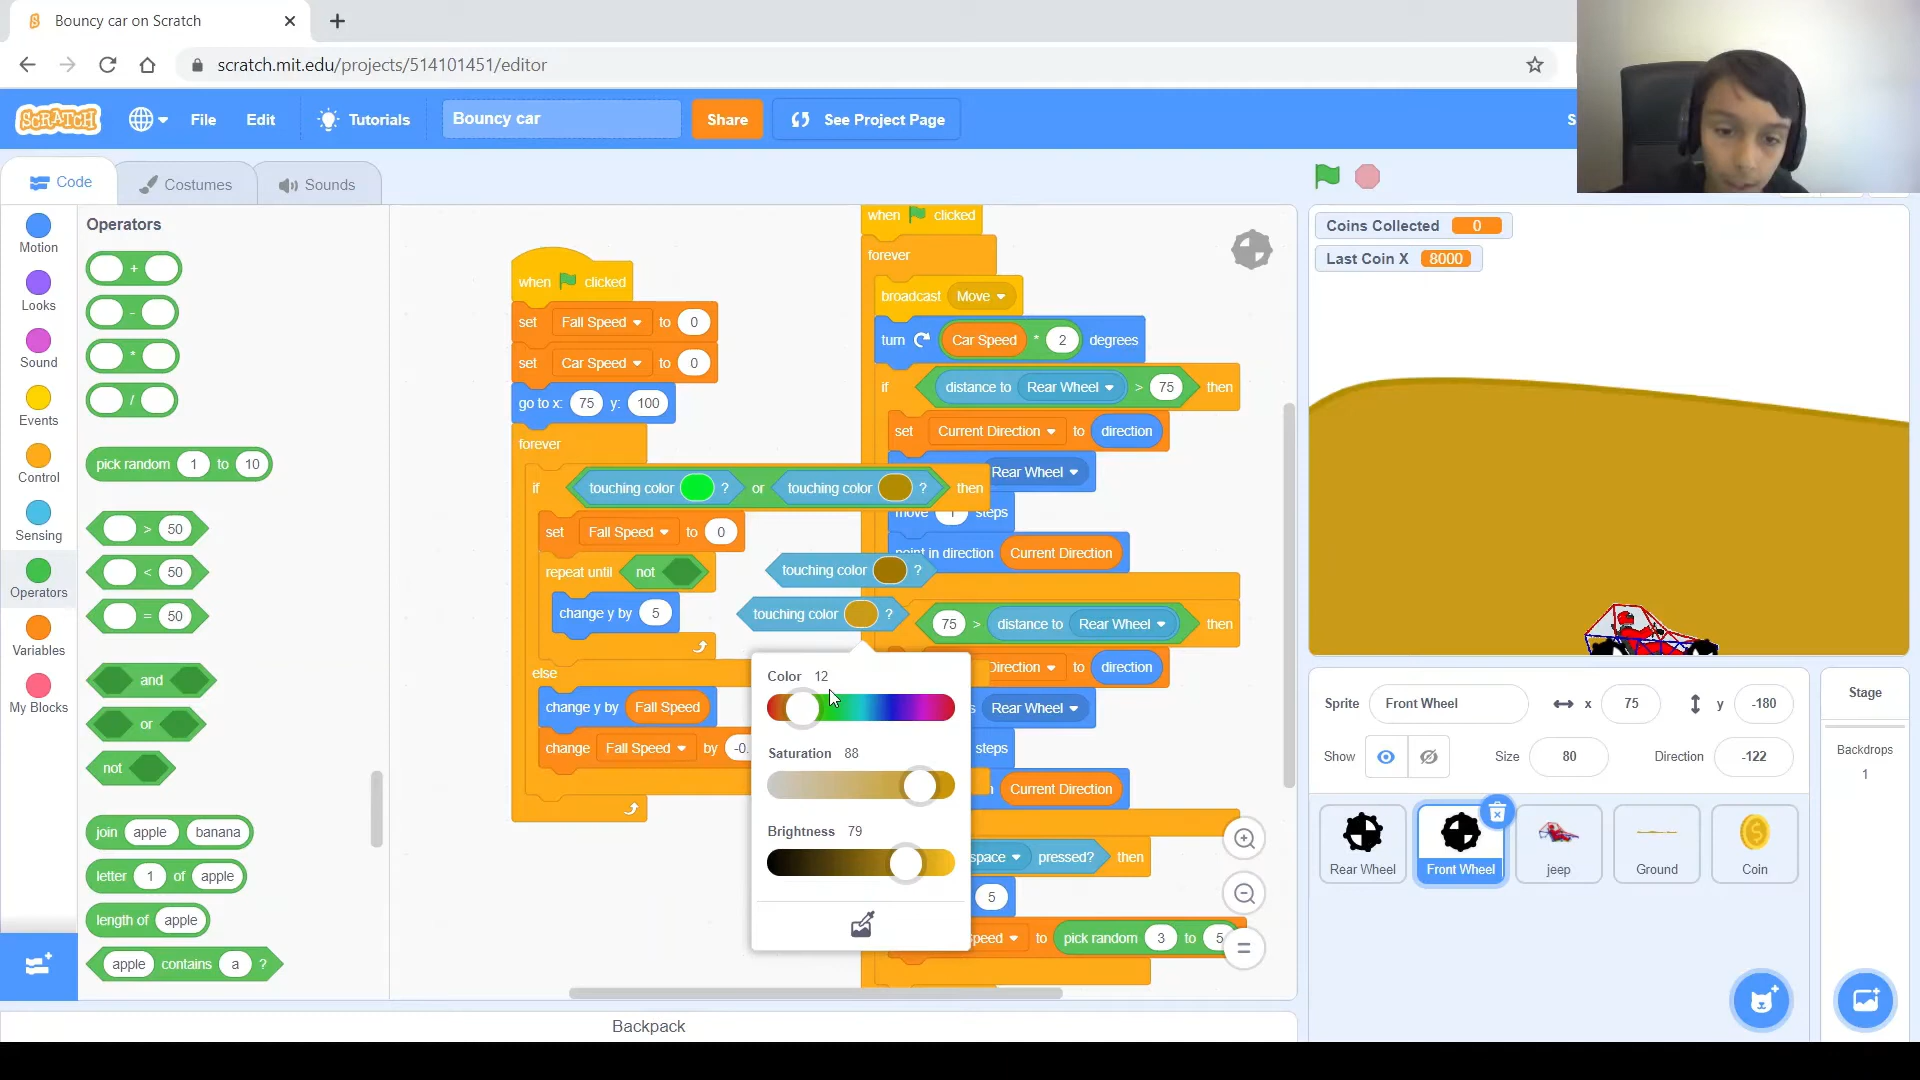 Bouncy car on Scratch
scratch.mit.edu/projects/514101451/editor
SCRATCH
File
Edit
Tutorials
Bouncy car
Share
See Project Page
Code
Costumes
Sounds
Motion
Looks
Sound
Events
Control
Sensing
Operators
Variables
My Blocks
Operators
+
-
*
/
pick random 1 to 10
> 50
< 50
= 50
and
or
not
join apple banana
letter 1 of apple
length of apple
apple contains a ?
when clicked
set Fall Speed to 0
set Car Speed to 0
go to x: 75 y: 100
forever
if touching color ? or touching color ? then
set Fall Speed to 0
repeat until not
change y by 5
else
change y by Fall Speed
change Fall Speed by -0.
touching color ?
touching color ?
Color 12
Saturation 88
Brightness 79
when clicked
forever
broadcast Move
turn Car Speed * 2 degrees
if distance to Rear Wheel > 75 then
set Current Direction to direction
Rear Wheel
move 1 steps
point in direction Current Direction
75 > distance to Rear Wheel then
Direction to direction
s Rear Wheel
steps
n Current Direction
space pressed? then
5
peed to pick random 3 to 5
Backpack
Coins Collected 0
Last Coin X 8000
Sprite Front Wheel x 75 y -180
Show Size 80 Direction -122
Rear Wheel
Front Wheel
jeep
Ground
Coin
Stage
Backdrops
1